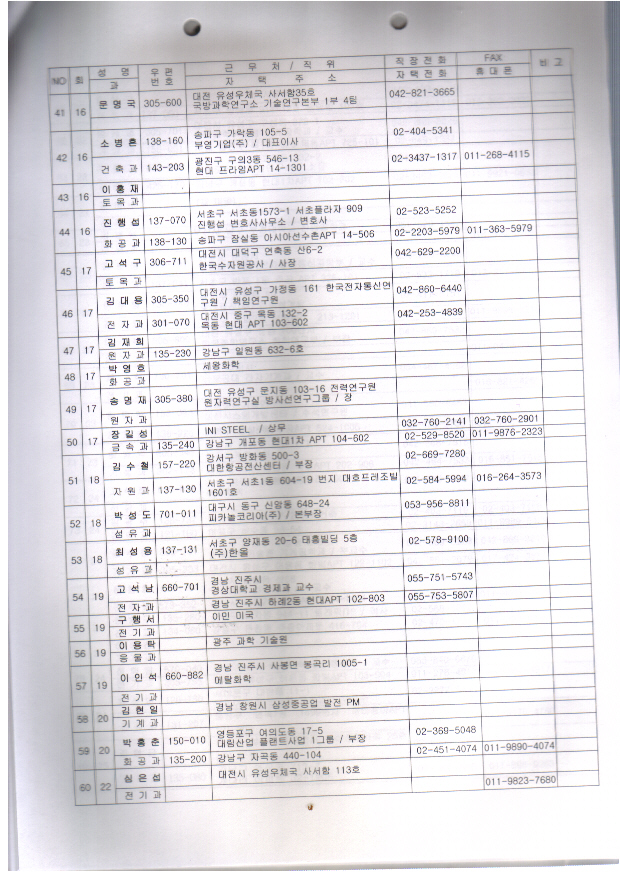 NO 회 성 명 우편번호 근 무 처 / 직 위 직 장 전 화 FAX 비 고
과 자 택 주 소 자 택 전 화 휴 대 폰
41 16 문 명 국 305-600 대전 유성우체국 사서함35호 042-821-3665
국방과학연구소 기술연구본부 1부 4팀
42 16 소 병 훈 138-160 송파구 가락동 105-5 02-404-5341
부영기업(주) / 대표이사
건 축 과 143-203 광진구 구의3동 546-13 02-3437-1317 011-268-4115
현대 프라임APT 14-1301
43 16 이 홍 재
토 목 과
44 16 진 행 섭 137-070 서초구 서초동1573-1 서초플라자 909 02-523-5252
진행섭 변호사사무소 / 변호사
화 공 과 138-130 송파구 잠실동 아시아선수촌APT 14-506 02-2203-5979 011-363-5979
45 17 고 석 구 306-711 대전시 대덕구 연축동 산6-2 042-629-2200
한국수자원공사 / 사장
토 목 과
46 17 김 대 용 305-350 대전시 유성구 가정동 161 한국전자통신연 042-860-6440
구원 / 책임연구원
전 자 과 301-070 대전시 중구 목동 132-2 042-253-4839
목동 현대 APT 103-602
47 17 김 재 희
원 자 과 135-230 강남구 일원동 632-6호
48 17 박 영 호 세왕화학
화 공 과
49 17 송 명 재 305-380 대전 유성구 문지동 103-16 전력연구원
원자력연구실 방사선연구그룹 / 장
원 자 과
50 17 장 길 성 INI STEEL / 상무 032-760-2141 032-760-2901
금 속 과 135-240 강남구 개포동 현대1차 APT 104-602 02-529-8520 011-9876-2323
51 18 김 수 철 157-220 강서구 방화동 500-3 02-669-7280
대한항공전산센터 / 부장
자 원 과 137-130 서초구 서초1동 604-19 번지 대호프레조빌 02-584-5994 016-264-3573
1601호
52 18 박 성 도 701-011 대구시 동구 신암동 648-24 053-956-8811
피카놀코리아(주) / 본부장
섬 유 과
53 18 최 성 용 137-131 서초구 양재동 20-6 태흥빌딩 5층 02-578-9100
(주)한올
섬 유 과
54 19 고 석 남 660-701 경남 진주시 055-751-5743
경상대학교 경제과 교수
전 자 과 경남 진주시 하례2동 현대APT 102-803 055-753-5807
55 19 구 행 서 이민 미국
전 기 과
56 19 이 용 탁 광주 과학 기술원
응 물 과
57 19 이 인 석 660-882 경남 진주시 사봉면 봉곡리 1005-1
메탈화학
전 기 과
58 20 김 현 일 경남 창원시 삼성중공업 발전 PM
기 계 과
59 20 박 홍 춘 150-010 영등포구 여의도동 17-5 02-369-5048
대림산업 플랜트사업 1그룹 / 부장
화 공 과 135-200 강남구 자곡동 440-104 02-451-4074 011-9890-4074
60 22 심 은 섭 대전시 유성우체국 사서함 113호
전 기 과 011-9823-7680